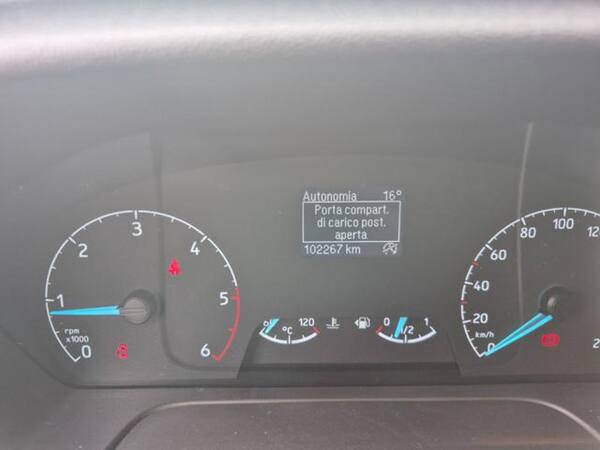 Autonomia 16°
Porta compart.
di carico post.
aperta
102267 km
0
1
2
3
4
5
6
rpm
x1000
°C 120
0 1/2 1
0
20
40
60
80
100
km/h